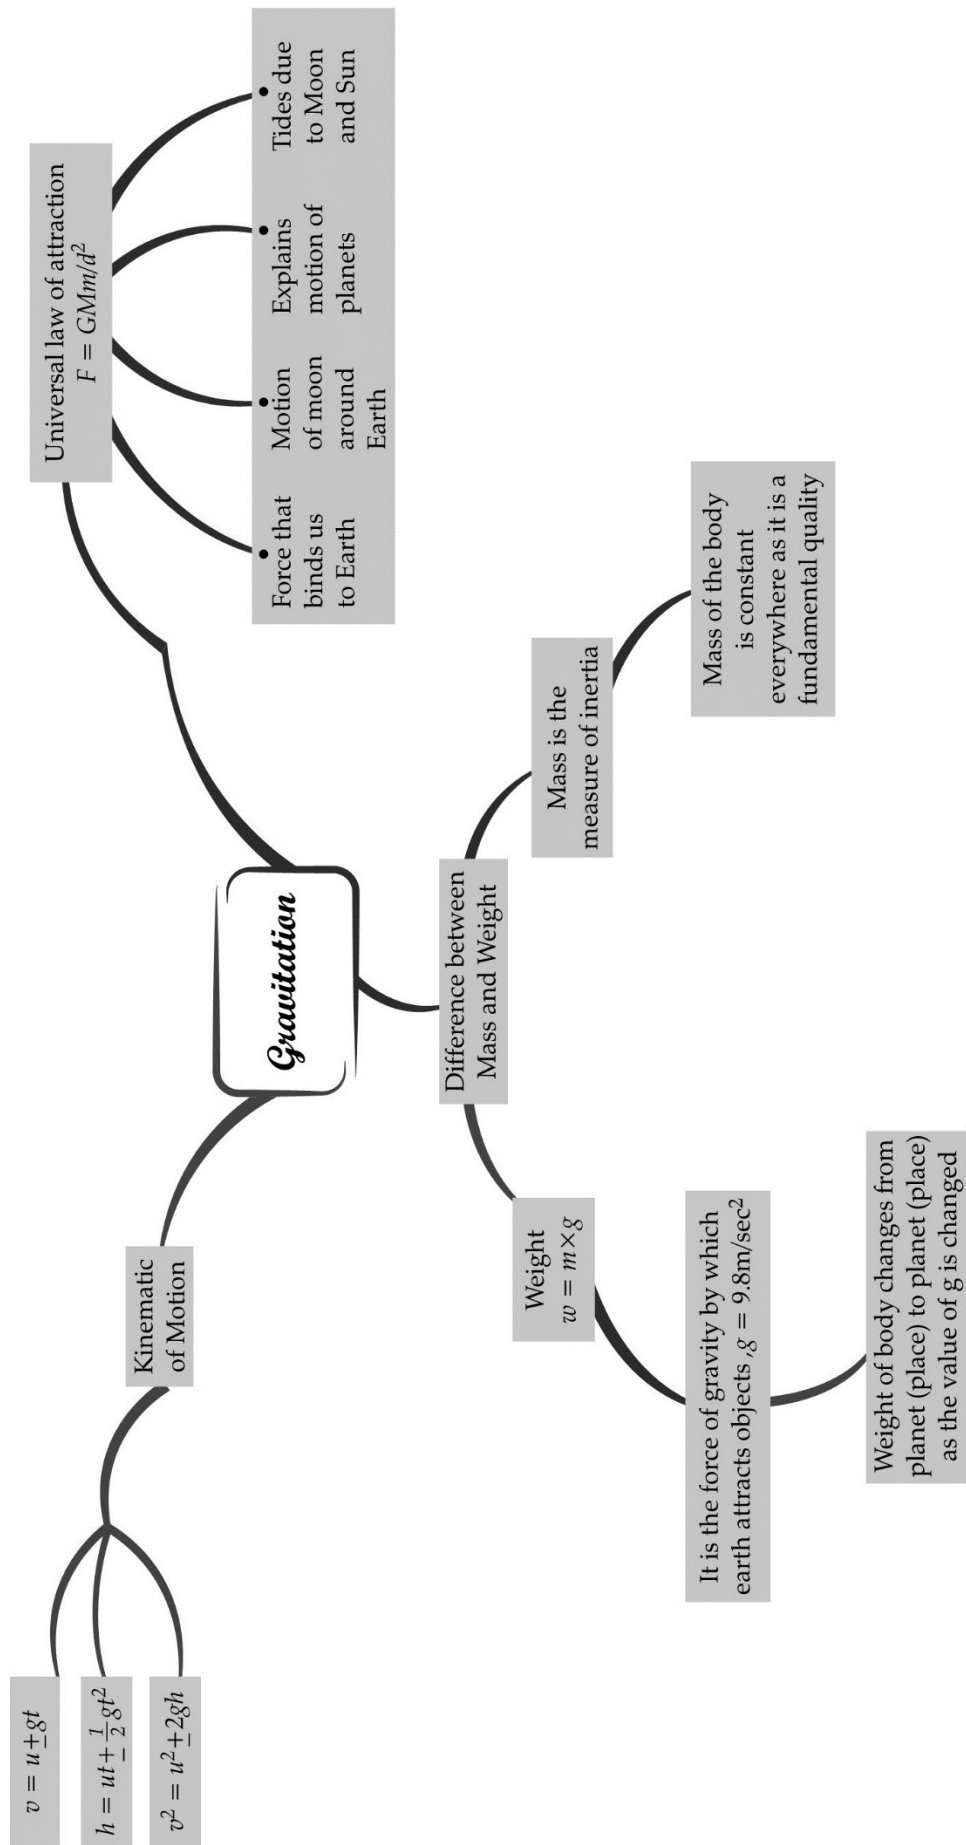 Gravitation
Universal law of attraction
F = GMm/d²
• Force that
binds us
to Earth
• Motion
of moon
around
Earth
• Explains
motion of
planets
• Tides due
to Moon
and Sun
Difference between
Mass and Weight
Mass is the
measure of inertia
Mass of the body
is constant
everywhere as it is a
fundamental quality
Weight
w = m×g
It is the force of gravity by which
earth attracts objects ,g = 9.8m/sec²
Weight of body changes from
planet (place) to planet (place)
as the value of g is changed
Kinematic
of Motion
v = u±gt
h = ut±½gt²
v² = u²±2gh